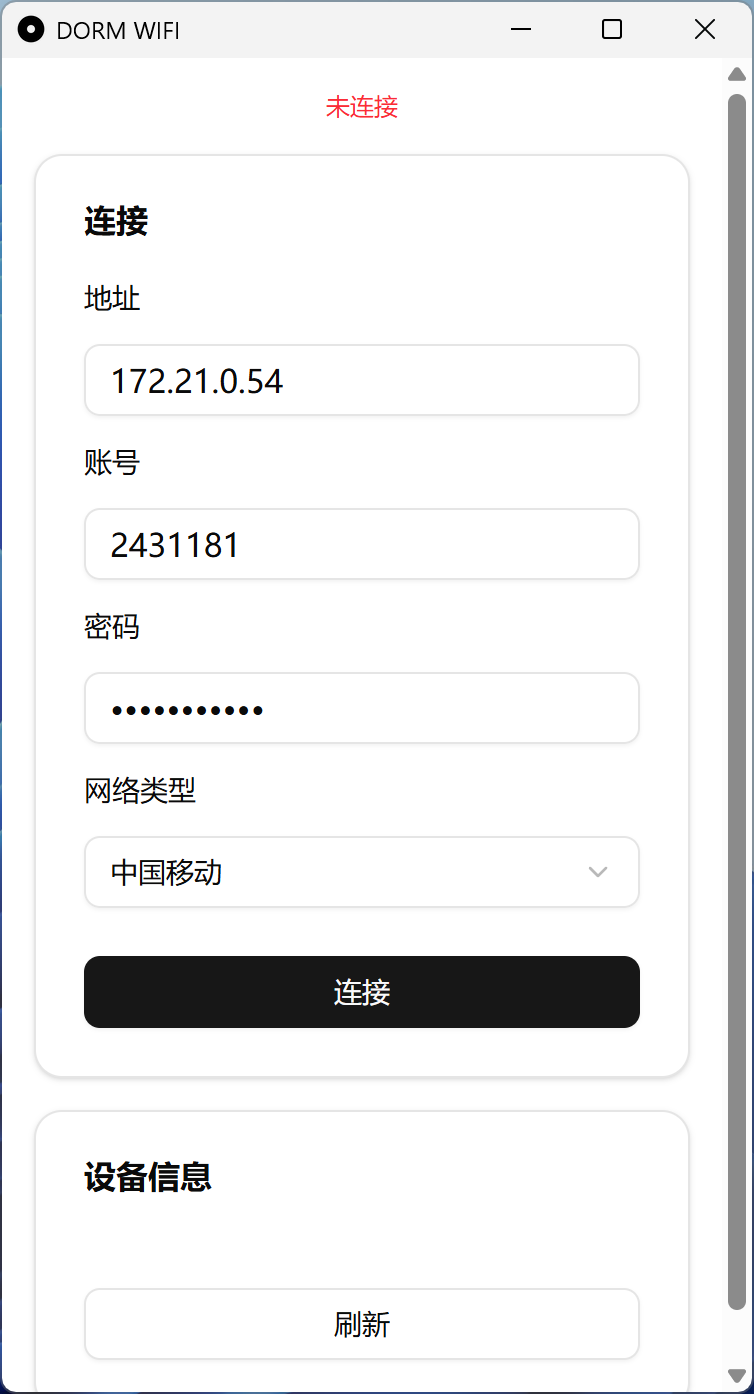 DORM WIFI
未连接
连接
地址
172.21.0.54
账号
2431181
密码
•••••••••••
网络类型
中国移动
连接
设备信息
刷新